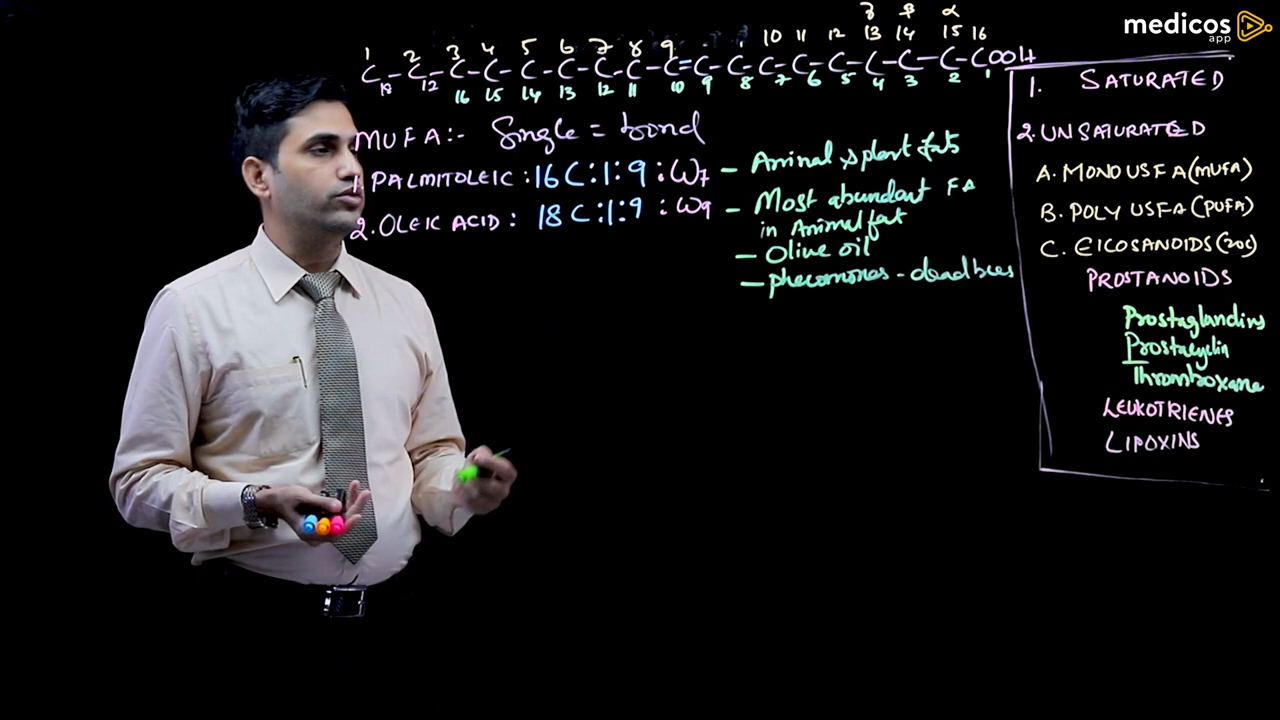 medicos
app
γ β α
1 2 3 4 5 6 7 8 9 10 11 12 13 14 15 16
C-C-C-C-C-C-C-C-C=C-C-C-C-C-C-C-COOH
16 15 14 13 12 11 10 9 8 7 6 5 4 3 2 1
MUFA:- Single = bond
1. PALMITOLEIC : 16C:1:9 : ω7 - Animal & plant fats
2. OLEIC ACID : 18C:1:9 : ω9 - Most abundant FA
in Animal fat
- Olive oil
- pheromones - dead bees
1. SATURATED
2. UNSATURATED
A. MONO USFA (MUFA)
B. POLY USFA (PUFA)
C. EICOSANOIDS (20C)
PROSTANOIDS
Prostaglandins
Prostacyclin
Thromboxane
LEUKOTRIENES
LIPOXINS